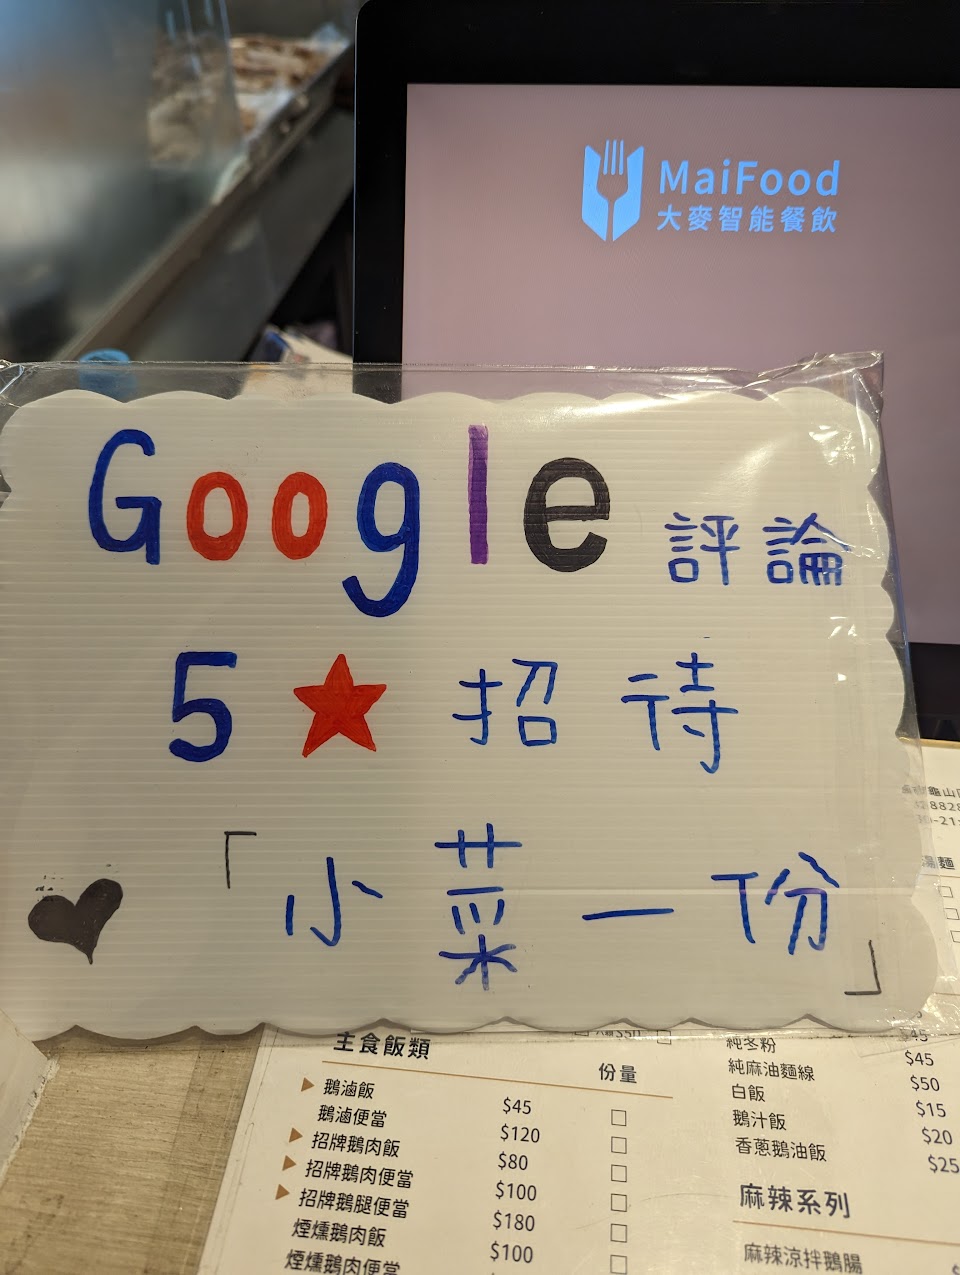 MaiFood
大麥智能餐飲
Google 評論
5★ 招待
「小菜一份」
主食飯類
份量
鵝滷飯 $45
鵝滷便當 $120
招牌鵝肉飯 $80
招牌鵝肉便當 $100
招牌鵝腿便當 $180
煙燻鵝肉飯 $100
煙燻鵝肉便當
湯麵
純冬粉 $45
純麻油麵線 $50
白飯 $15
鵝汁飯 $20
香蔥鵝油飯 $25
麻辣系列
麻辣涼拌鵝腸